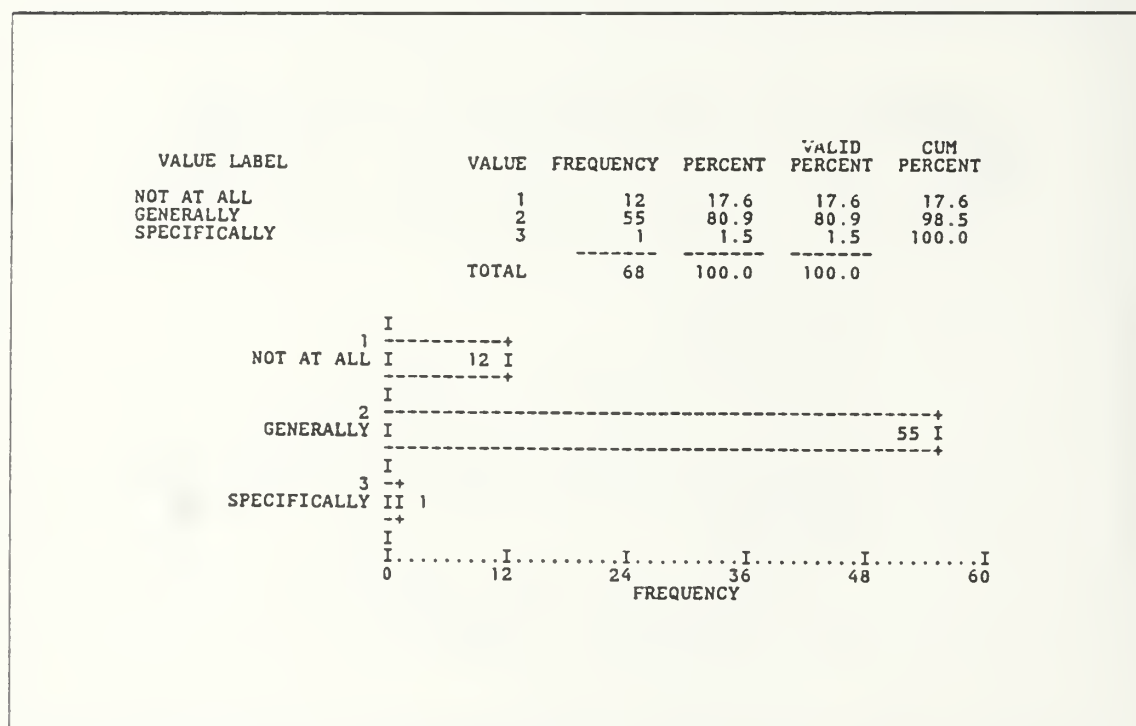 VALID CUM
VALUE LABEL VALUE FREQUENCY PERCENT PERCENT PERCENT
NOT AT ALL 1 12 17.6 17.6 17.6
GENERALLY 2 55 80.9 80.9 98.5
SPECIFICALLY 3 1 1.5 1.5 100.0
------- ------- -------
TOTAL 68 100.0 100.0
I
1 ----------+
NOT AT ALL I 12 I
----------+
I
2 ----------------------------------------------+
GENERALLY I 55 I
----------------------------------------------+
I
3 -+
SPECIFICALLY II 1
-+
I
I.........I.........I.........I.........I.........I
0 12 24 36 48 60
FREQUENCY